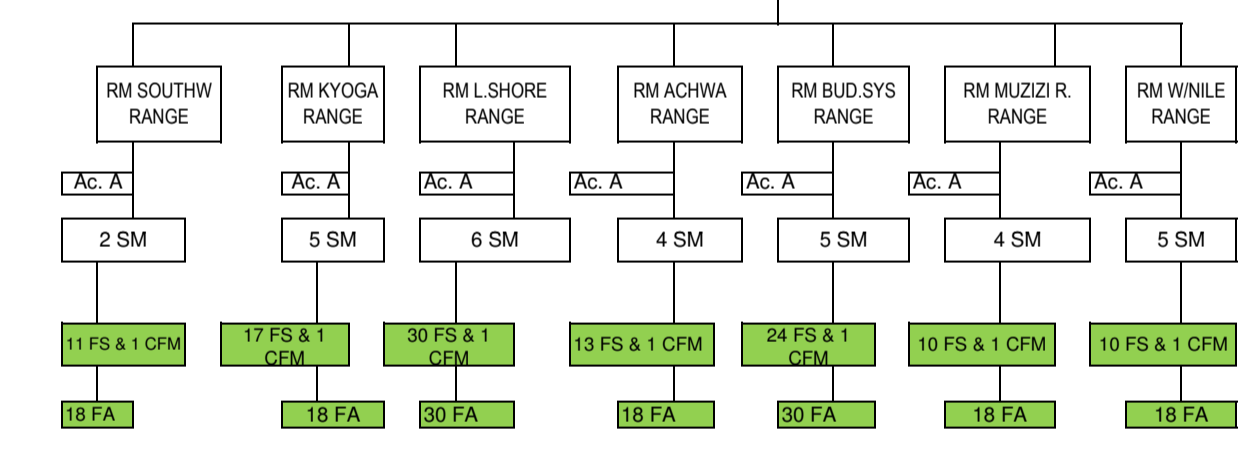 RM SOUTHW
RANGE
RM KYOGA
RANGE
RM L.SHORE
RANGE
RM ACHWA
RANGE
RM BUD.SYS
RANGE
RM MUZIZI R.
RANGE
RM W/NILE
RANGE
Ac. A
Ac. A
Ac. A
Ac. A
Ac. A
Ac. A
Ac. A
2 SM
5 SM
6 SM
4 SM
5 SM
4 SM
5 SM
11 FS & 1 CFM
17 FS & 1
CFM
30 FS & 1
CFM
13 FS & 1 CFM
24 FS & 1
CFM
10 FS & 1 CFM
10 FS & 1 CFM
18 FA
18 FA
30 FA
18 FA
30 FA
18 FA
18 FA